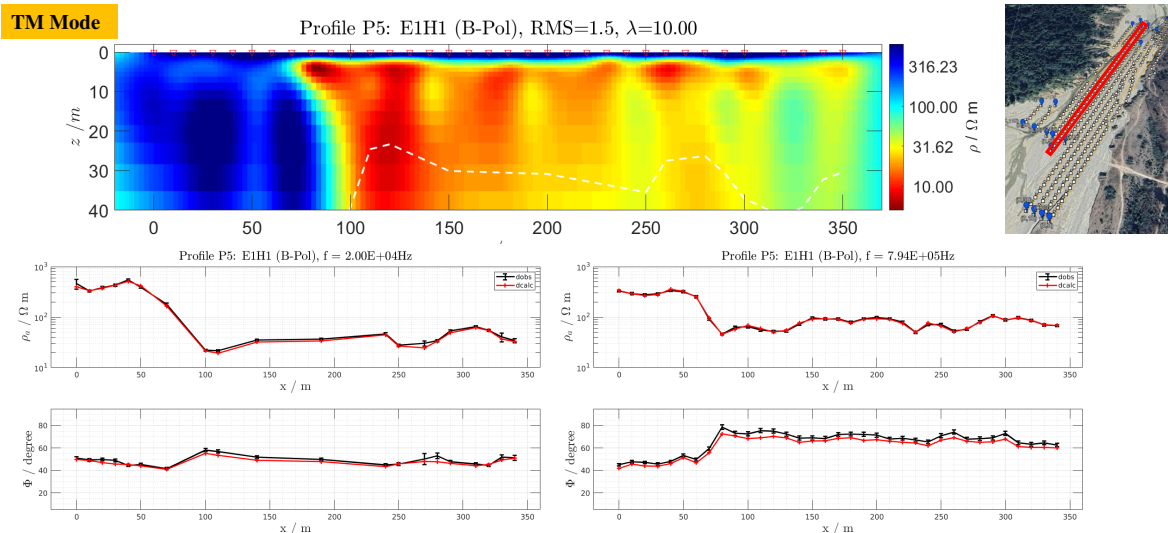 TM Mode
Profile P5: E1H1 (B-Pol), RMS=1.5, λ=10.00
0
10
20
30
40
z /m
0 50 100 150 200 250 300 350
316.23
100.00
31.62
10.00
ρ / Ω m
Profile P5: E1H1 (B-Pol), f = 2.00E+04Hz
10³
10²
10¹
ρₐ / Ω m
dobs
dcalc
0 50 100 150 200 250 300 350
x / m
80
60
40
20
Φ / degree
0 50 100 150 200 250 300 350
x / m
Profile P5: E1H1 (B-Pol), f = 7.94E+05Hz
10³
10²
10¹
ρₐ / Ω m
dobs
dcalc
0 50 100 150 200 250 300 350
x / m
80
60
40
20
Φ / degree
0 50 100 150 200 250 300 350
x / m